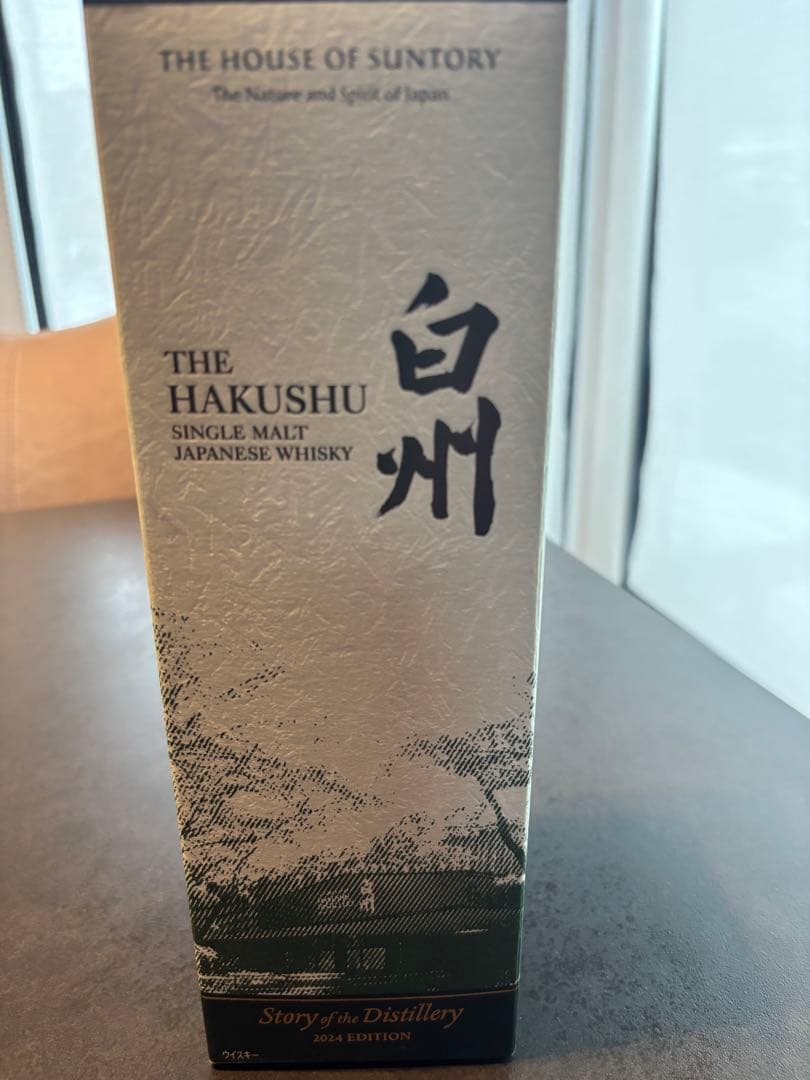 THE HOUSE OF SUNTORY
The Nature and Spirit of Japan
THE
HAKUSHU
SINGLE MALT
JAPANESE WHISKY
白州
Story of the Distillery
2024 EDITION
ウイスキー